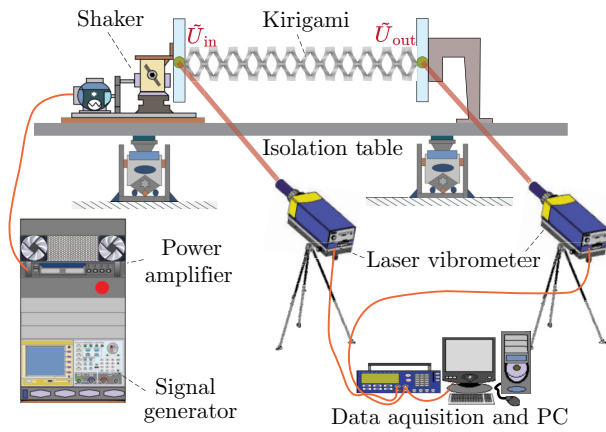 Shaker
Kirigami
Ũin
Ũout
Isolation table
Power
amplifier
Laser vibrometer
Signal
generator
Data aquisition and PC